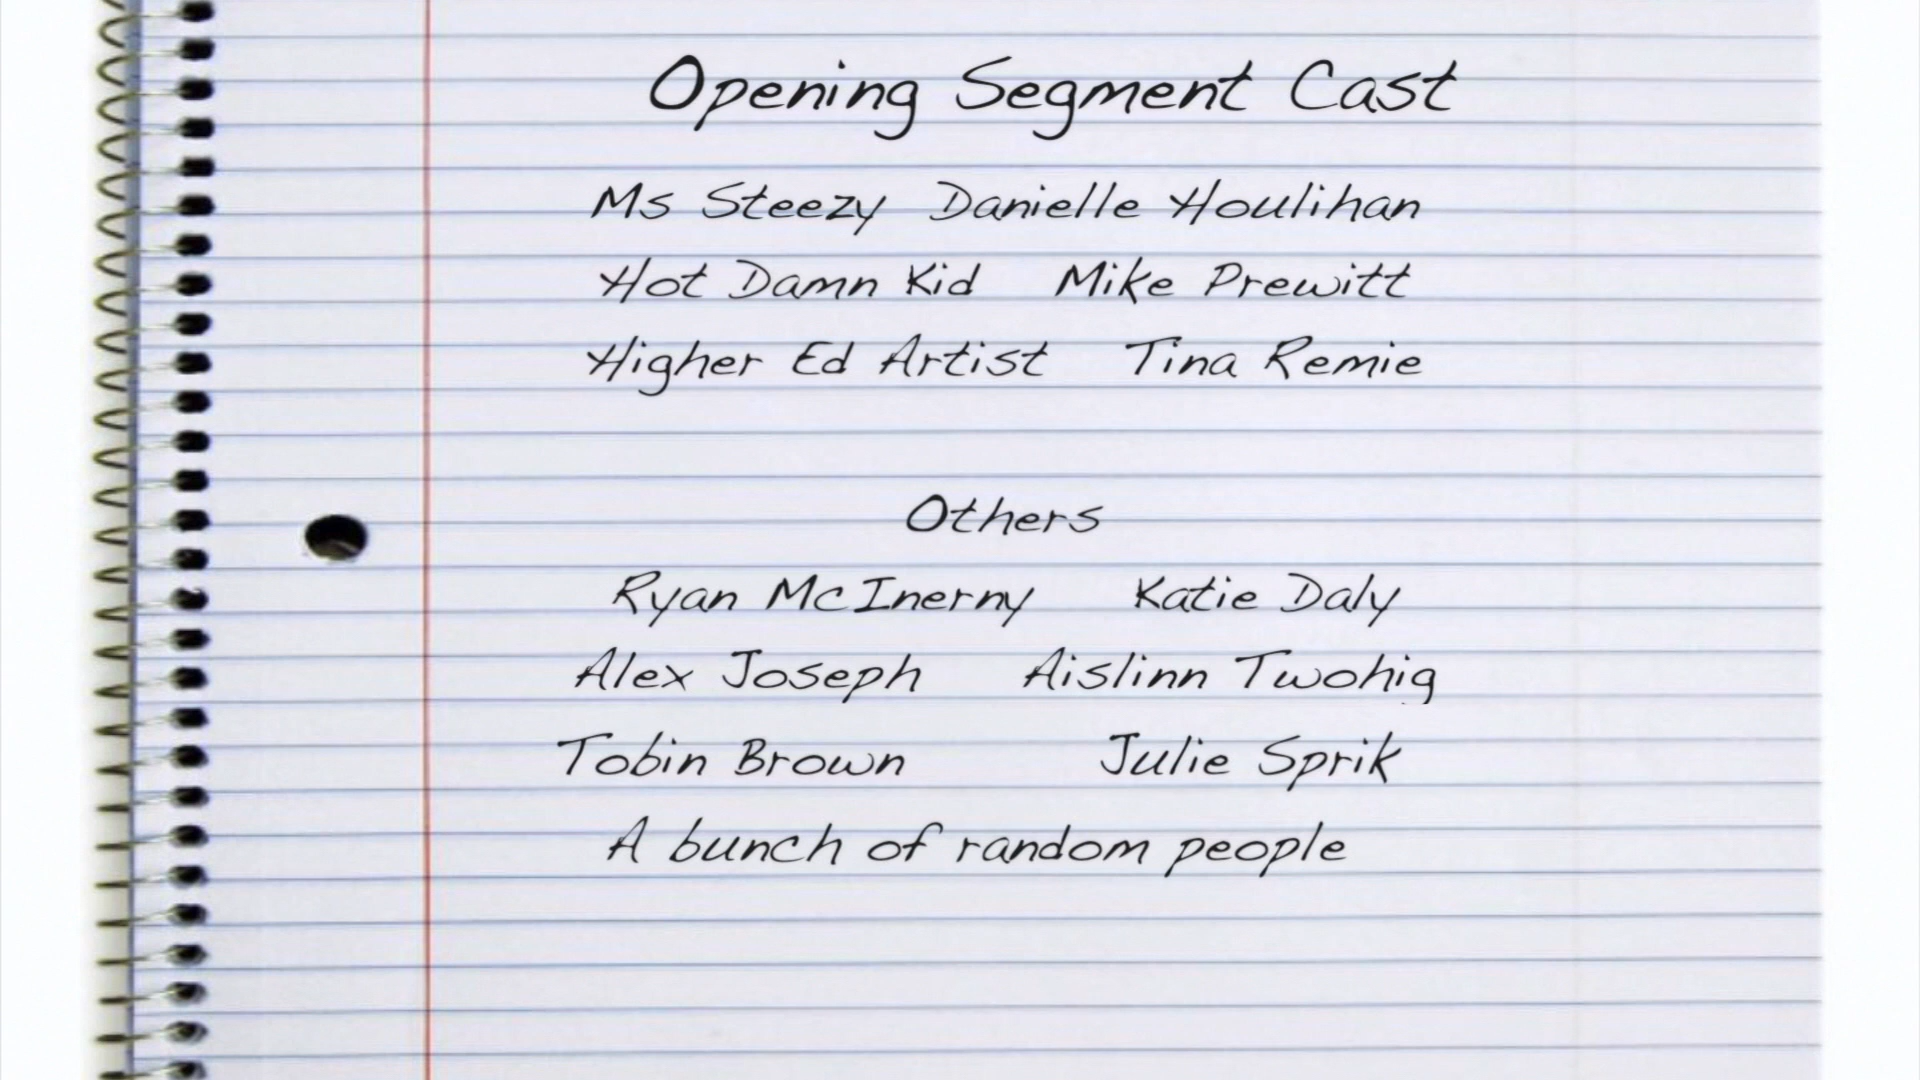 Opening Segment Cast
Ms Steezy Danielle Houlihan
Hot Damn Kid Mike Prewitt
Higher Ed Artist Tina Remie
Others
Ryan McInerny Katie Daly
Alex Joseph Aislinn Twohig
Tobin Brown Julie Sprik
A bunch of random people